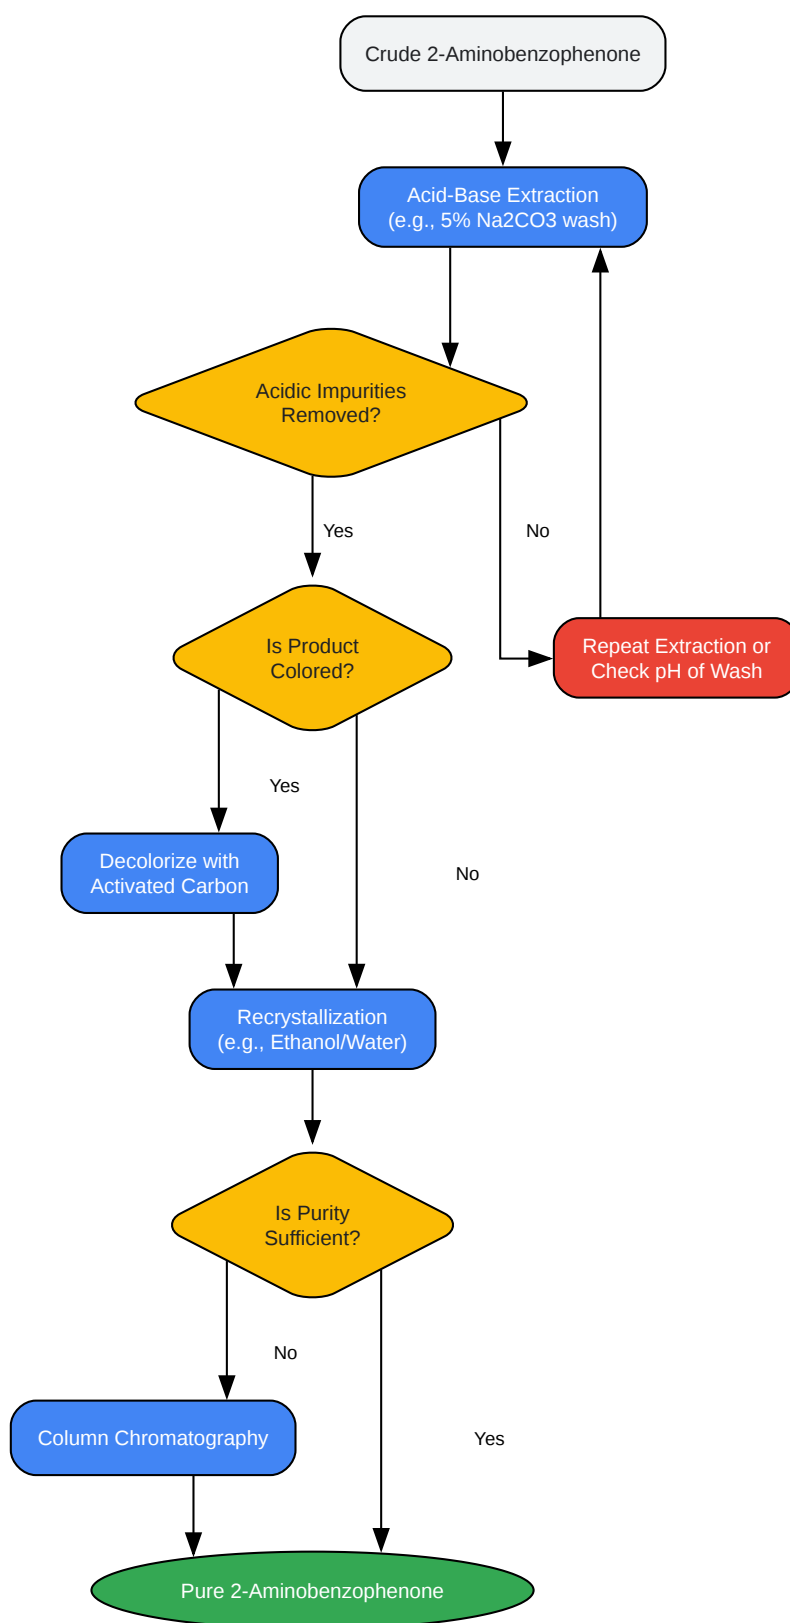 Crude 2-Aminobenzophenone
Acid-Base Extraction
(e.g., 5% Na2CO3 wash)
Acidic Impurities
Removed?
Yes
No
Is Product
Colored?
Repeat Extraction or
Check pH of Wash
Yes
Decolorize with
Activated Carbon
No
Recrystallization
(e.g., Ethanol/Water)
Is Purity
Sufficient?
No
Column Chromatography
Yes
Pure 2-Aminobenzophenone